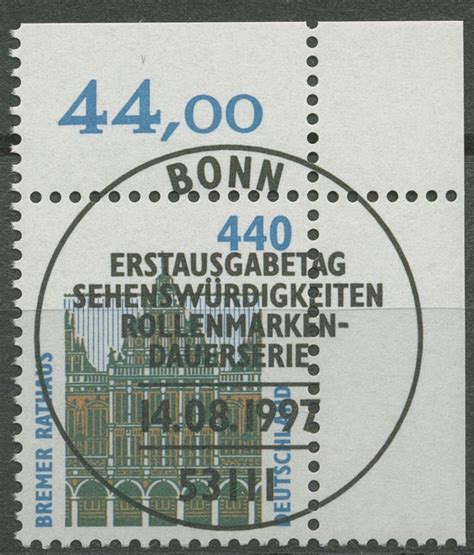 44,00
BONN
440
ERSTAUSGABETAG
SEHENSWÜRDIGKEITEN
ROLLENMARKEN-
DAUERSERIE
14.08.1997
53111
BREMER RATHAUS
DEUTSCHLAND